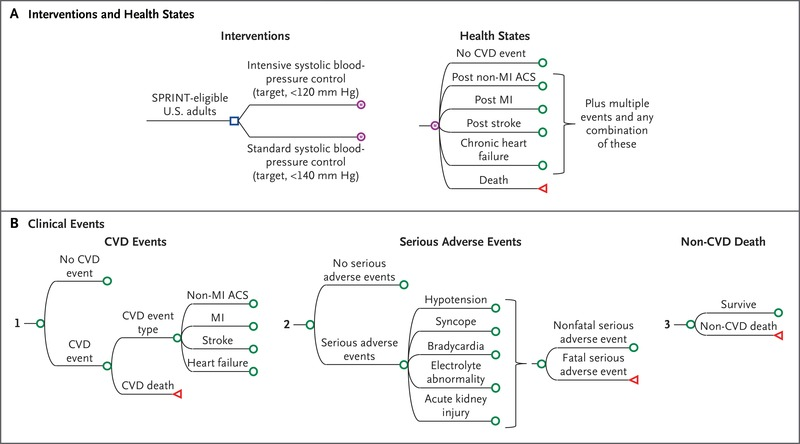 A Interventions and Health States
Interventions
SPRINT-eligible
U.S. adults
Intensive systolic blood-
pressure control
(target, <120 mm Hg)
Standard systolic blood-
pressure control
(target, <140 mm Hg)
Health States
No CVD event
Post non-MI ACS
Post MI
Post stroke
Chronic heart
failure
Death
Plus multiple
events and any
combination
of these
B Clinical Events
CVD Events
1
No CVD
event
CVD
event
CVD event
type
Non-MI ACS
MI
Stroke
Heart failure
CVD death
Serious Adverse Events
2
No serious
adverse events
Serious adverse
events
Hypotension
Syncope
Bradycardia
Electrolyte
abnormality
Acute kidney
injury
Nonfatal serious
adverse event
Fatal serious
adverse event
Non-CVD Death
3
Survive
Non-CVD death